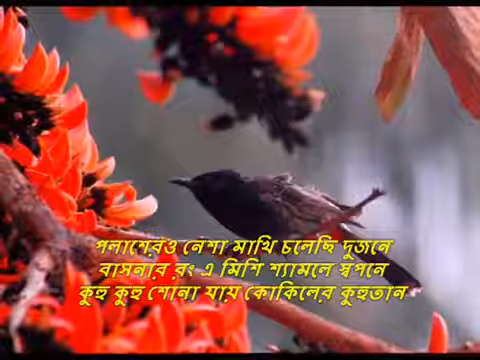 পলাশেরও নেশা মাখি চলেছি দুজনে
বাসনার রং এ মিশি শ্যামলে স্বপনে
কুহু কুহু শোনা যায় কোকিলের কুহুতান